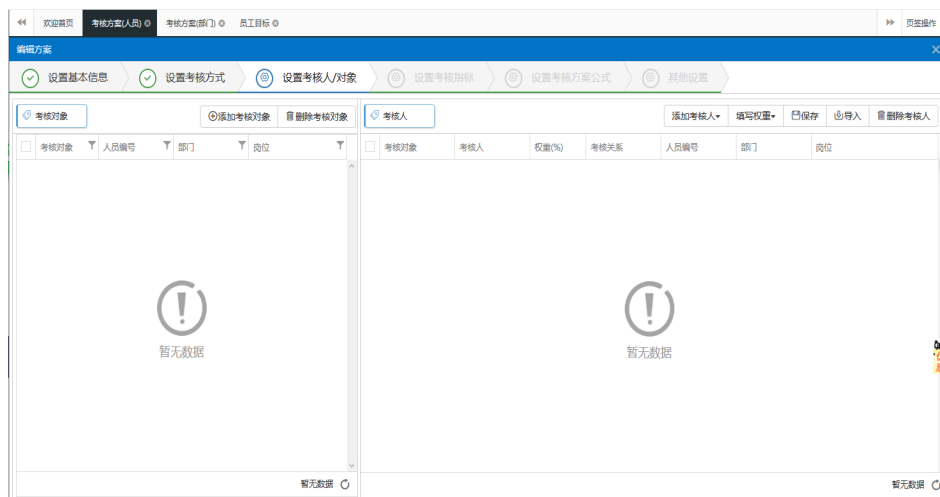 欢迎首页 考核方案(人员) 考核方案(部门) 员工目标 页签操作
编辑方案
设置基本信息 设置考核方式 设置考核人/对象 设置考核指标 设置考核方案公式 其他设置
考核对象 添加考核对象 删除考核对象 考核人 添加考核人 填写权重 保存 导入 删除考核人
考核对象 人员编号 部门 岗位 考核对象 考核人 权重(%) 考核关系 人员编号 部门 岗位
暂无数据 暂无数据
暂无数据 暂无数据